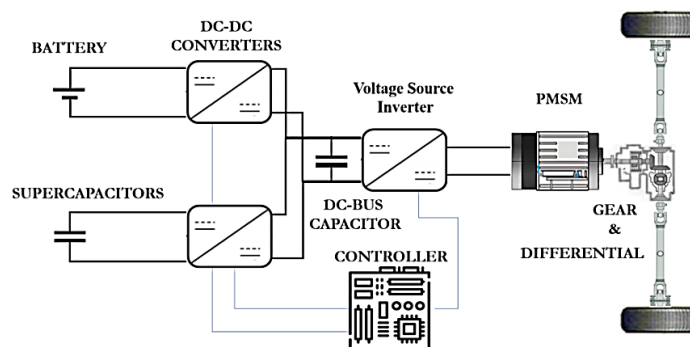 DC-DC
CONVERTERS
BATTERY
Voltage Source
Inverter
PMSM
SUPERCAPACITORS
DC-BUS
CAPACITOR
GEAR
&
DIFFERENTIAL
CONTROLLER